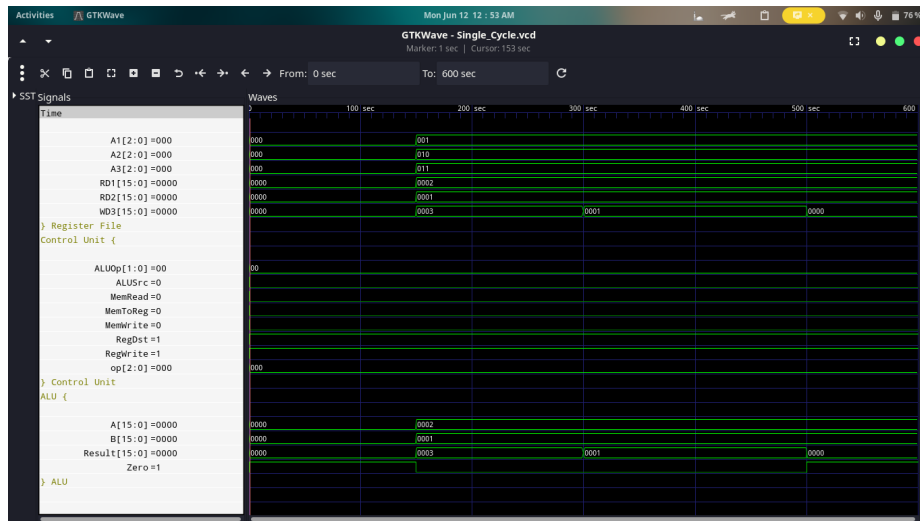 Activities GTKWave Mon Jun 12 12 : 53 AM 76 %
GTKWave - Single_Cycle.vcd
Marker: 1 sec | Cursor: 153 sec
From: 0 sec To: 600 sec
SST Signals Waves
Time 0 100 sec 200 sec 300 sec 400 sec 500 sec 600
A1[2:0] =000 000 001
A2[2:0] =000 000 010
A3[2:0] =000 000 011
RD1[15:0] =0000 0000 0002
RD2[15:0] =0000 0000 0001
WD3[15:0] =0000 0000 0003 0001 0000
} Register File
Control Unit {
ALUOp[1:0] =00 00
ALUSrc =0
MemRead =0
MemToReg =0
MemWrite =0
RegDst =1
RegWrite =1
op[2:0] =000 000
} Control Unit
ALU {
A[15:0] =0000 0000 0002
B[15:0] =0000 0000 0001
Result[15:0] =0000 0000 0003 0001 0000
Zero =1
} ALU